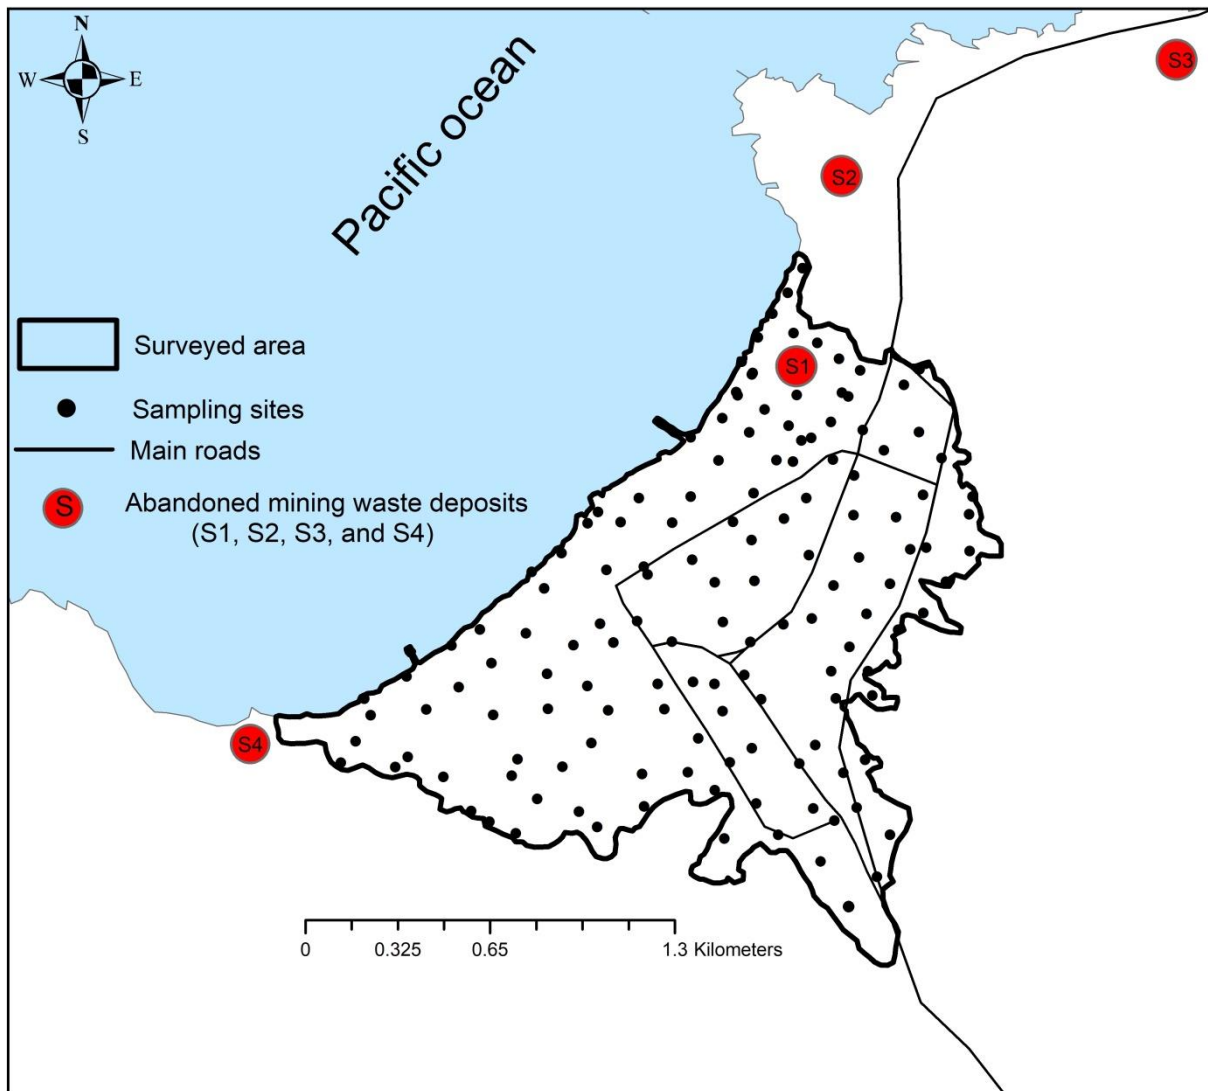 N
W E
S
Pacific ocean
S3
S2
Surveyed area
S1
Sampling sites
Main roads
S Abandoned mining waste deposits
(S1, S2, S3, and S4)
S4
0 0.325 0.65 1.3 Kilometers